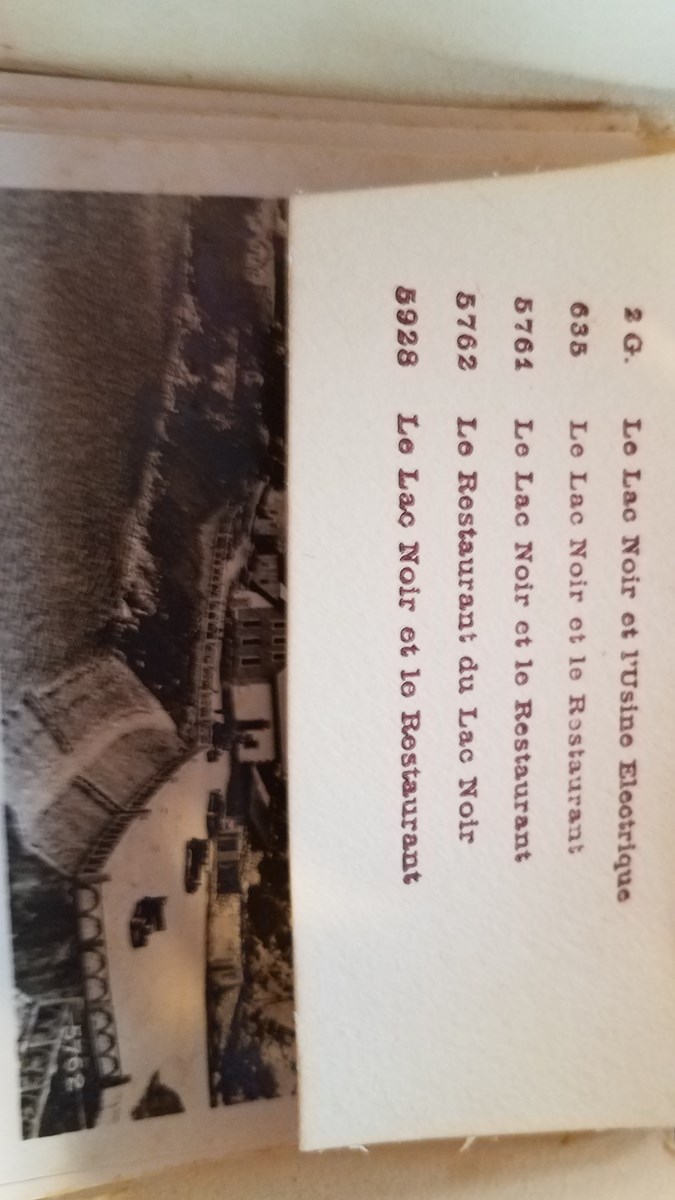 2 G. Le Lac Noir et l'Usine Electrique
635 Le Lac Noir et le Restaurant
5761 Le Lac Noir et le Restaurant
5762 Le Restaurant du Lac Noir
5928 Le Lac Noir et le Restaurant
5762